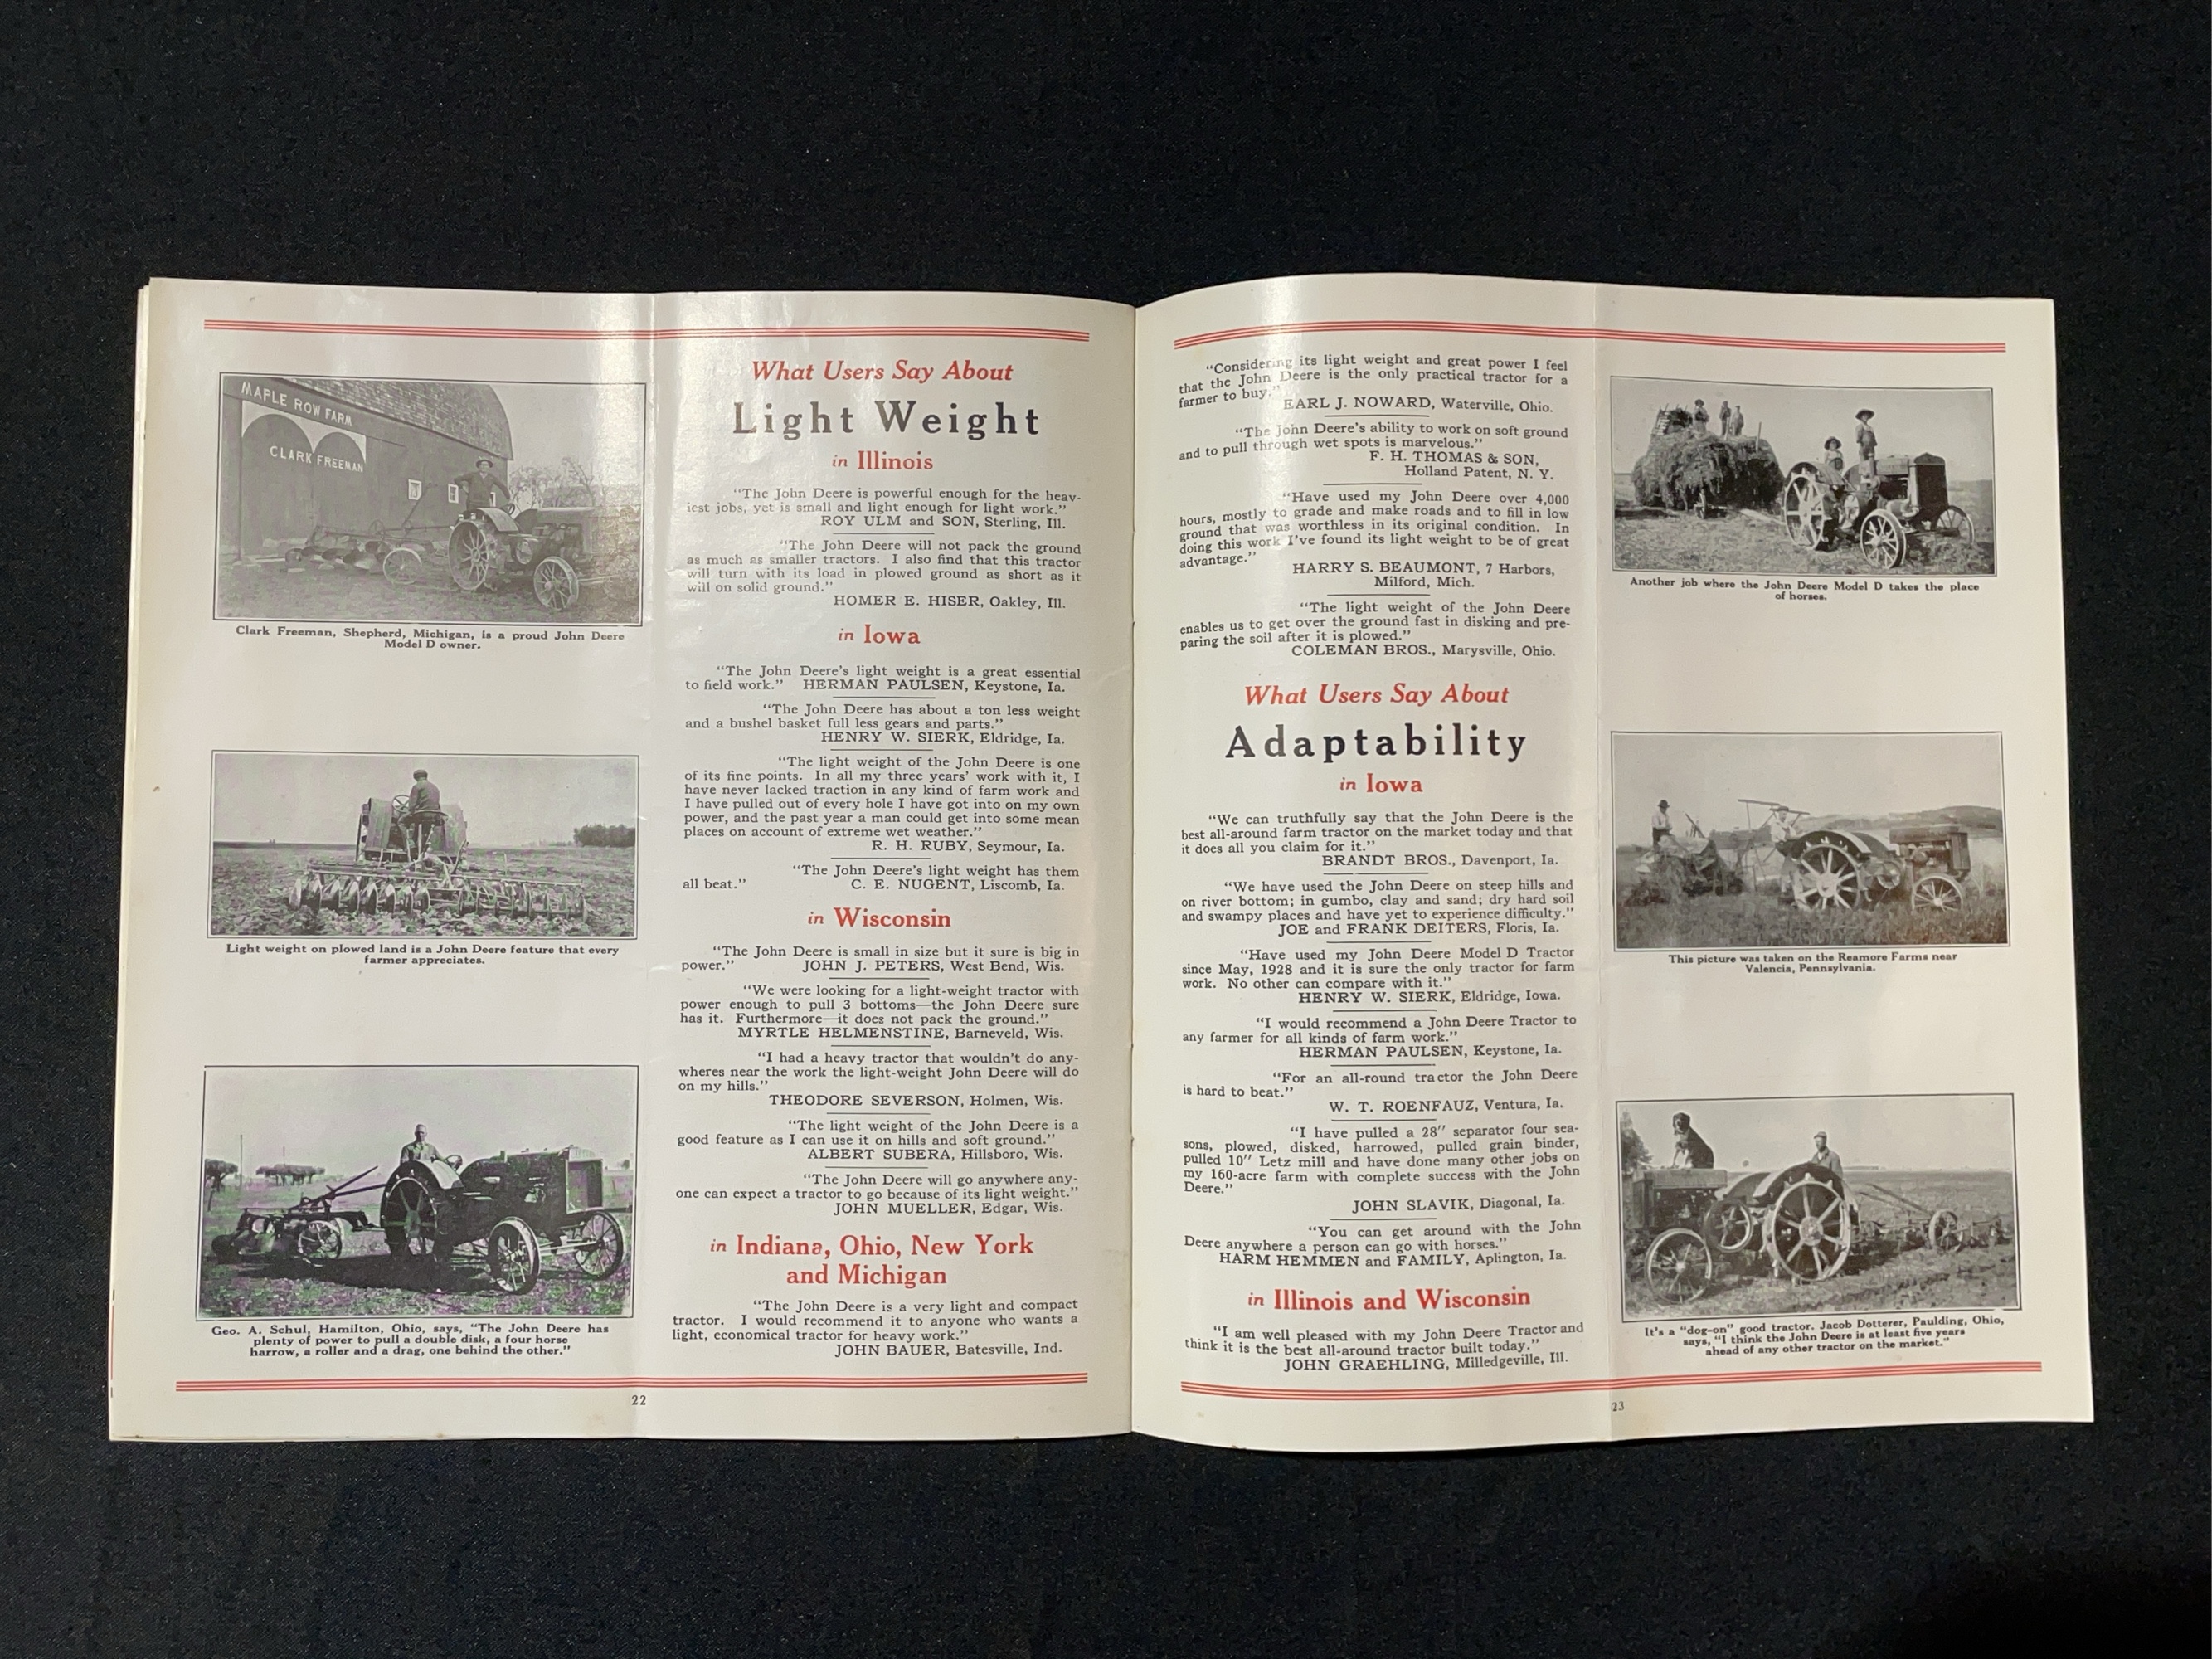 MAPLE ROW FARM
CLARK FREEMAN
Clark Freeman, Shepherd, Michigan, is a proud John Deere
Model D owner.
Light weight on plowed land is a John Deere feature that every
farmer appreciates.
Geo. A. Schul, Hamilton, Ohio, says, "The John Deere has
plenty of power to pull a double disk, a four horse
harrow, a roller and a drag, one behind the other."
What Users Say About
Light Weight
in Illinois
"The John Deere is powerful enough for the heav-
iest jobs, yet is small and light enough for light work."
ROY ULM and SON, Sterling, Ill.
"The John Deere will not pack the ground
as much as smaller tractors. I also find that this tractor
will turn with its load in plowed ground as short as it
will on solid ground."
HOMER E. HISER, Oakley, Ill.
in Iowa
"The John Deere's light weight is a great essential
to field work." HERMAN PAULSEN, Keystone, Ia.
"The John Deere has about a ton less weight
and a bushel basket full less gears and parts."
HENRY W. SIERK, Eldridge, Ia.
"The light weight of the John Deere is one
of its fine points. In all my three years' work with it, I
have never lacked traction in any kind of farm work and
I have pulled out of every hole I have got into on my own
power, and the past year a man could get into some mean
places on account of extreme wet weather."
R. H. RUBY, Seymour, Ia.
"The John Deere's light weight has them
all beat." C. E. NUGENT, Liscomb, Ia.
in Wisconsin
"The John Deere is small in size but it sure is big in
power." JOHN J. PETERS, West Bend, Wis.
"We were looking for a light-weight tractor with
power enough to pull 3 bottoms—the John Deere sure
has it. Furthermore—it does not pack the ground."
MYRTLE HELMENSTINE, Barneveld, Wis.
"I had a heavy tractor that wouldn't do any-
wheres near the work the light-weight John Deere will do
on my hills."
THEODORE SEVERSON, Holmen, Wis.
"The light weight of the John Deere is a
good feature as I can use it on hills and soft ground."
ALBERT SUBERA, Hillsboro, Wis.
"The John Deere will go anywhere any-
one can expect a tractor to go because of its light weight."
JOHN MUELLER, Edgar, Wis.
in Indiana, Ohio, New York
and Michigan
"The John Deere is a very light and compact
tractor. I would recommend it to anyone who wants a
light, economical tractor for heavy work."
JOHN BAUER, Batesville, Ind.
22
"Considering its light weight and great power I feel
that the John Deere is the only practical tractor for a
farmer to buy."
EARL J. NOWARD, Waterville, Ohio.
"The John Deere's ability to work on soft ground
and to pull through wet spots is marvelous."
F. H. THOMAS & SON,
Holland Patent, N. Y.
"Have used my John Deere over 4,000
hours, mostly to grade and make roads and to fill in low
ground that was worthless in its original condition. In
doing this work I've found its light weight to be of great
advantage."
HARRY S. BEAUMONT, 7 Harbors,
Milford, Mich.
"The light weight of the John Deere
enables us to get over the ground fast in disking and pre-
paring the soil after it is plowed."
COLEMAN BROS., Marysville, Ohio.
What Users Say About
Adaptability
in Iowa
"We can truthfully say that the John Deere is the
best all-around farm tractor on the market today and that
it does all you claim for it."
BRANDT BROS., Davenport, Ia.
"We have used the John Deere on steep hills and
on river bottom; in gumbo, clay and sand; dry hard soil
and swampy places and have yet to experience difficulty."
JOE and FRANK DEITERS, Floris, Ia.
"Have used my John Deere Model D Tractor
since May, 1928 and it is sure the only tractor for farm
work. No other can compare with it."
HENRY W. SIERK, Eldridge, Iowa.
"I would recommend a John Deere Tractor to
any farmer for all kinds of farm work."
HERMAN PAULSEN, Keystone, Ia.
"For an all-round tractor the John Deere
is hard to beat."
W. T. ROENFAUZ, Ventura, Ia.
"I have pulled a 28″ separator four sea-
sons, plowed, disked, harrowed, pulled grain binder,
pulled 10″ Letz mill and have done many other jobs on
my 160-acre farm with complete success with the John
Deere."
JOHN SLAVIK, Diagonal, Ia.
"You can get around with the John
Deere anywhere a person can go with horses."
HARM HEMMEN and FAMILY, Aplington, Ia.
in Illinois and Wisconsin
"I am well pleased with my John Deere Tractor and
think it is the best all-around tractor built today."
JOHN GRAEHLING, Milledgeville, Ill.
Another job where the John Deere Model D takes the place
of horses.
This picture was taken on the Reamore Farms near
Valencia, Pennsylvania.
It's a "dog-on" good tractor. Jacob Dotterer, Paulding, Ohio,
says, "I think the John Deere is at least five years
ahead of any other tractor on the market."
23